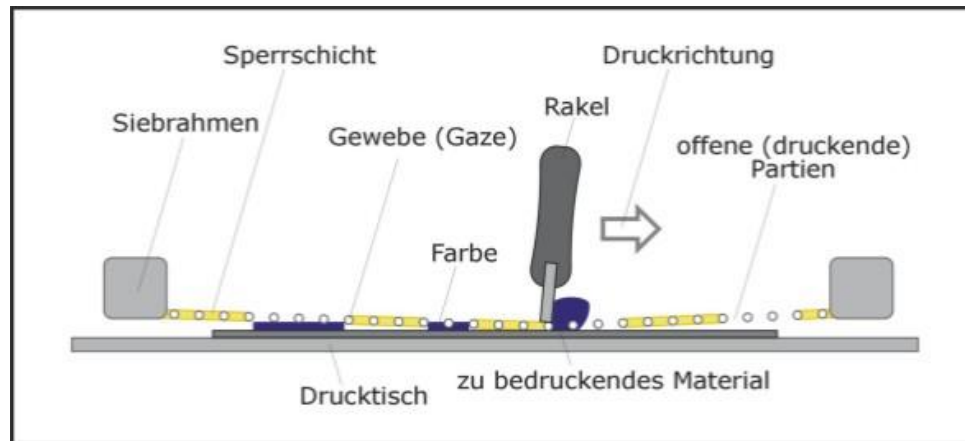 Sperrschicht
Druckrichtung
Siebrahmen
Rakel
Gewebe (Gaze)
offene (druckende)
Partien
Farbe
Drucktisch
zu bedruckendes Material